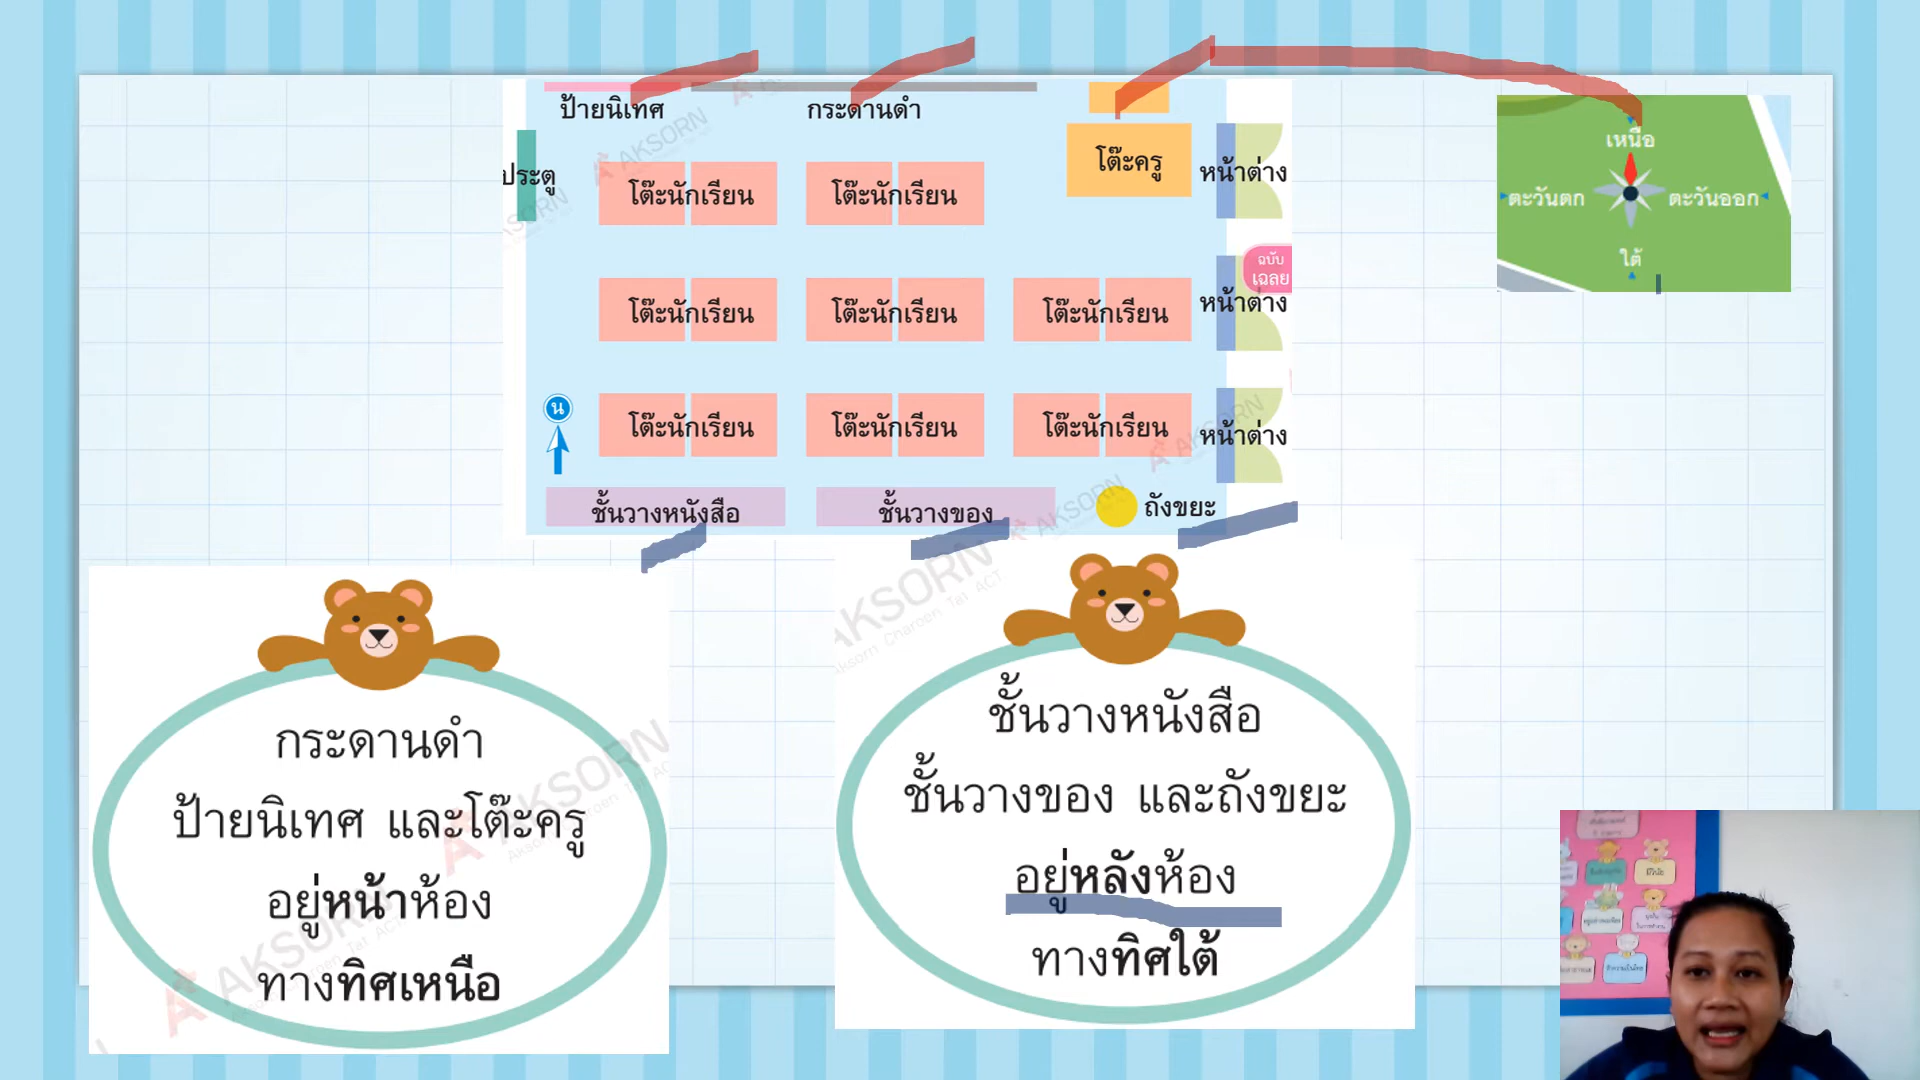 ป้ายนิเทศ
กระดานดำ
ประตู
โต๊ะครู
หน้าต่าง
โต๊ะนักเรียน
โต๊ะนักเรียน
ฉบับ
เฉลย
หน้าต่าง
โต๊ะนักเรียน
โต๊ะนักเรียน
โต๊ะนักเรียน
น
โต๊ะนักเรียน
โต๊ะนักเรียน
โต๊ะนักเรียน
หน้าต่าง
ชั้นวางหนังสือ
ชั้นวางของ
ถังขยะ
เหนือ
ตะวันตก
ตะวันออก
ใต้
กระดานดำ
ป้ายนิเทศ และโต๊ะครู
อยู่หน้าห้อง
ทางทิศเหนือ
ชั้นวางหนังสือ
ชั้นวางของ และถังขยะ
อยู่หลังห้อง
ทางทิศใต้
AKSORN
AKSORN
AKSORN
AKSORN
AKSORN
AKSORN
Aksorn Charoen Tat ACT